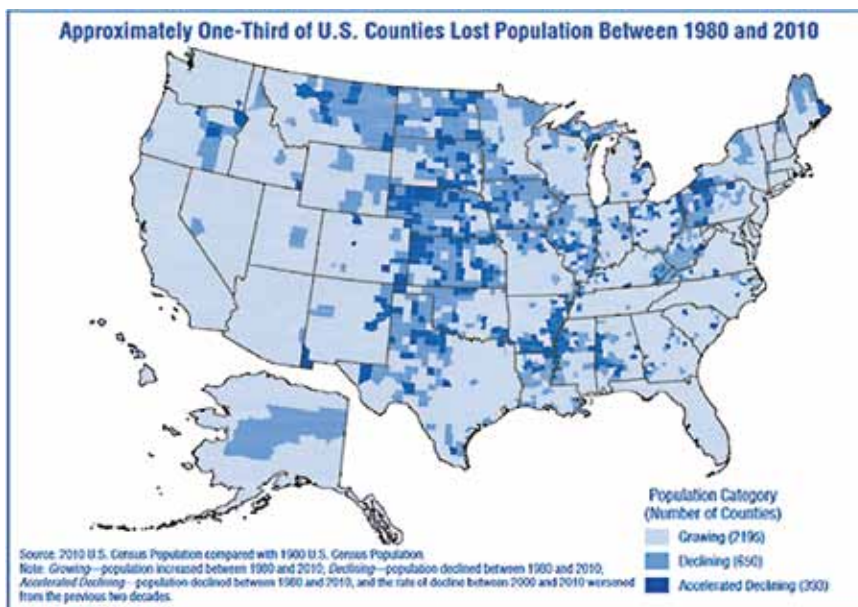 Approximately One-Third of U.S. Counties Lost Population Between 1980 and 2010
Population Category
(Number of Counties)
Growing (2195)
Declining (650)
Accelerated Declining (393)
Source. 2010 U.S. Census Population compared with 1980 U.S. Census Population.
Note. Growing—population increased between 1980 and 2010; Declining—population declined between 1980 and 2010;
Accelerated Declining—population declined between 1980 and 2010, and the rate of decline between 2000 and 2010 worsened
from the previous two decades.